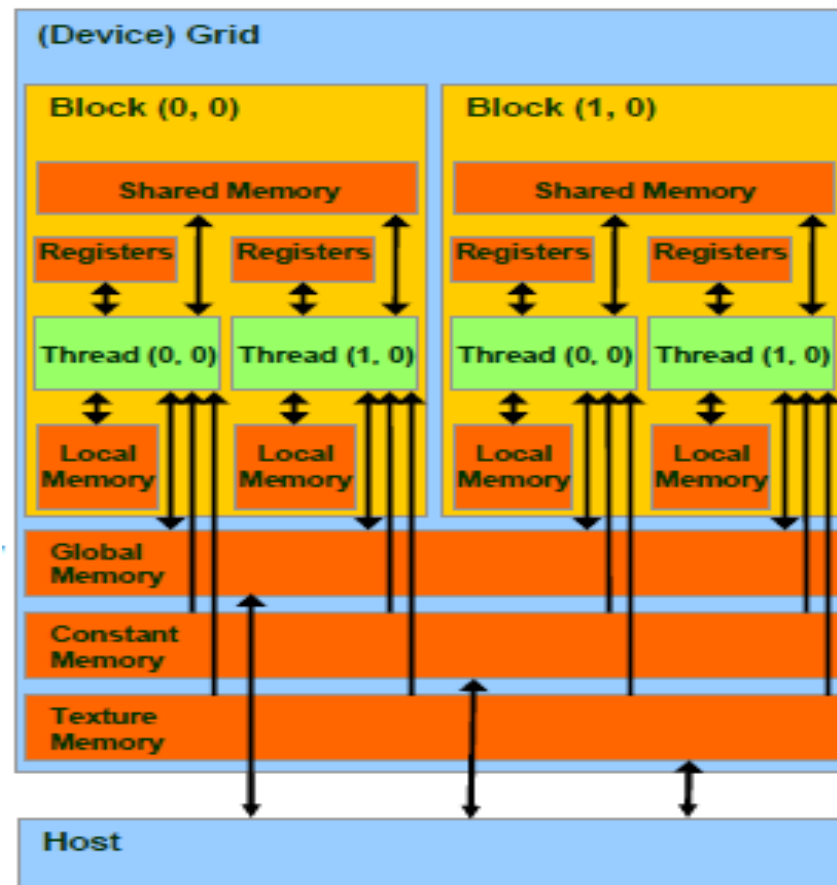 (Device) Grid
Block (0, 0)
Block (1, 0)
Shared Memory
Shared Memory
Registers
Registers
Registers
Registers
Thread (0, 0)
Thread (1, 0)
Thread (0, 0)
Thread (1, 0)
Local
Memory
Local
Memory
Local
Memory
Local
Memory
Global
Memory
Constant
Memory
Texture
Memory
Host